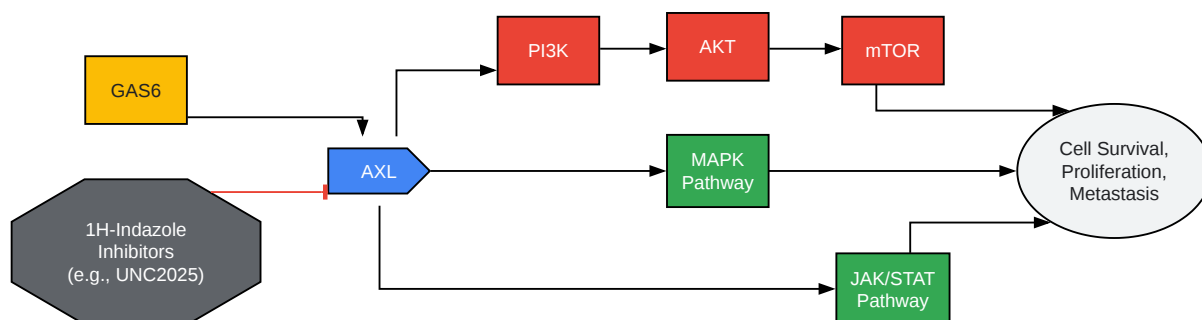 PI3K
AKT
mTOR
GAS6
AXL
MAPK
Pathway
Cell Survival,
Proliferation,
Metastasis
1H-Indazole
Inhibitors
(e.g., UNC2025)
JAK/STAT
Pathway